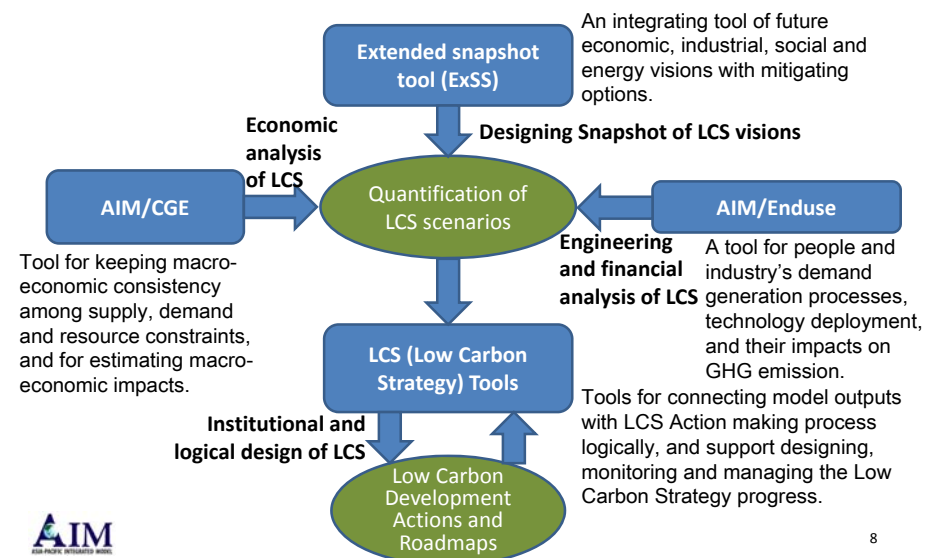 Extended snapshot
tool (ExSS)
An integrating tool of future
economic, industrial, social and
energy visions with mitigating
options.
Economic
analysis
of LCS
Designing Snapshot of LCS visions
AIM/CGE
Quantification of
LCS scenarios
AIM/Enduse
Tool for keeping macro-
economic consistency
among supply, demand
and resource constraints,
and for estimating macro-
economic impacts.
Engineering
and financial
analysis of LCS
A tool for people and
industry's demand
generation processes,
technology deployment,
and their impacts on
GHG emission.
LCS (Low Carbon
Strategy) Tools
Tools for connecting model outputs
with LCS Action making process
logically, and support designing,
monitoring and managing the Low
Carbon Strategy progress.
Institutional and
logical design of LCS
Low Carbon
Development
Actions and
Roadmaps
AIM
ASIA-PACIFIC INTEGRATED MODEL
8